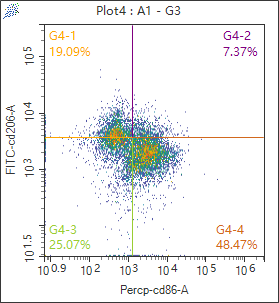 Plot4 : A1 - G3
G4-1
19.09%
G4-2
7.37%
G4-3
25.07%
G4-4
48.47%
FITC-cd206-A
10^5
10^4
10^3
10^1.5
10^0.9 10^2 10^3 10^4 10^5 10^6
Percp-cd86-A